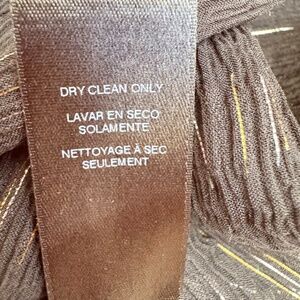 DRY CLEAN ONLY
LAVAR EN SECO
SOLAMENTE
NETTOYAGE À SEC
SEULEMENT